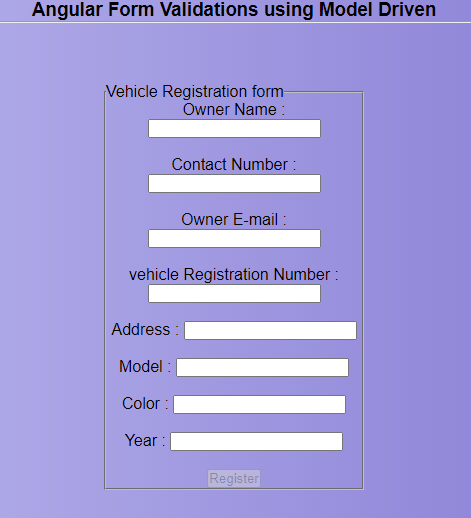 Angular Form Validations using Model Driven
Vehicle Registration form
Owner Name :
Contact Number :
Owner E-mail :
vehicle Registration Number :
Address :
Model :
Color :
Year :
Register